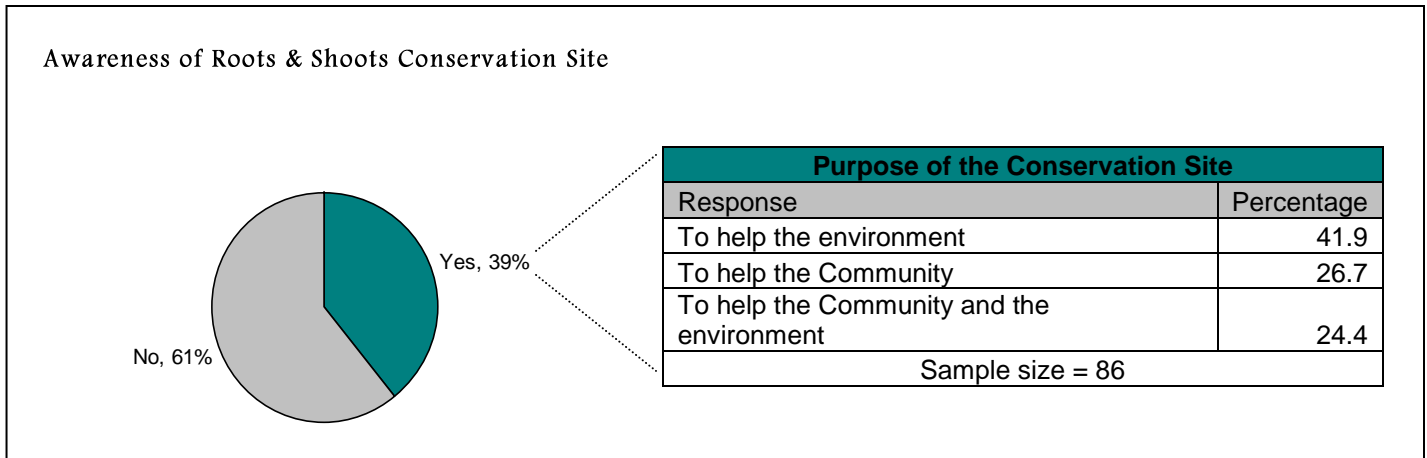 Awareness of Roots & Shoots Conservation Site
Yes, 39%
No, 61%
Purpose of the Conservation Site
Response Percentage
To help the environment 41.9
To help the Community 26.7
To help the Community and the
environment 24.4
Sample size = 86